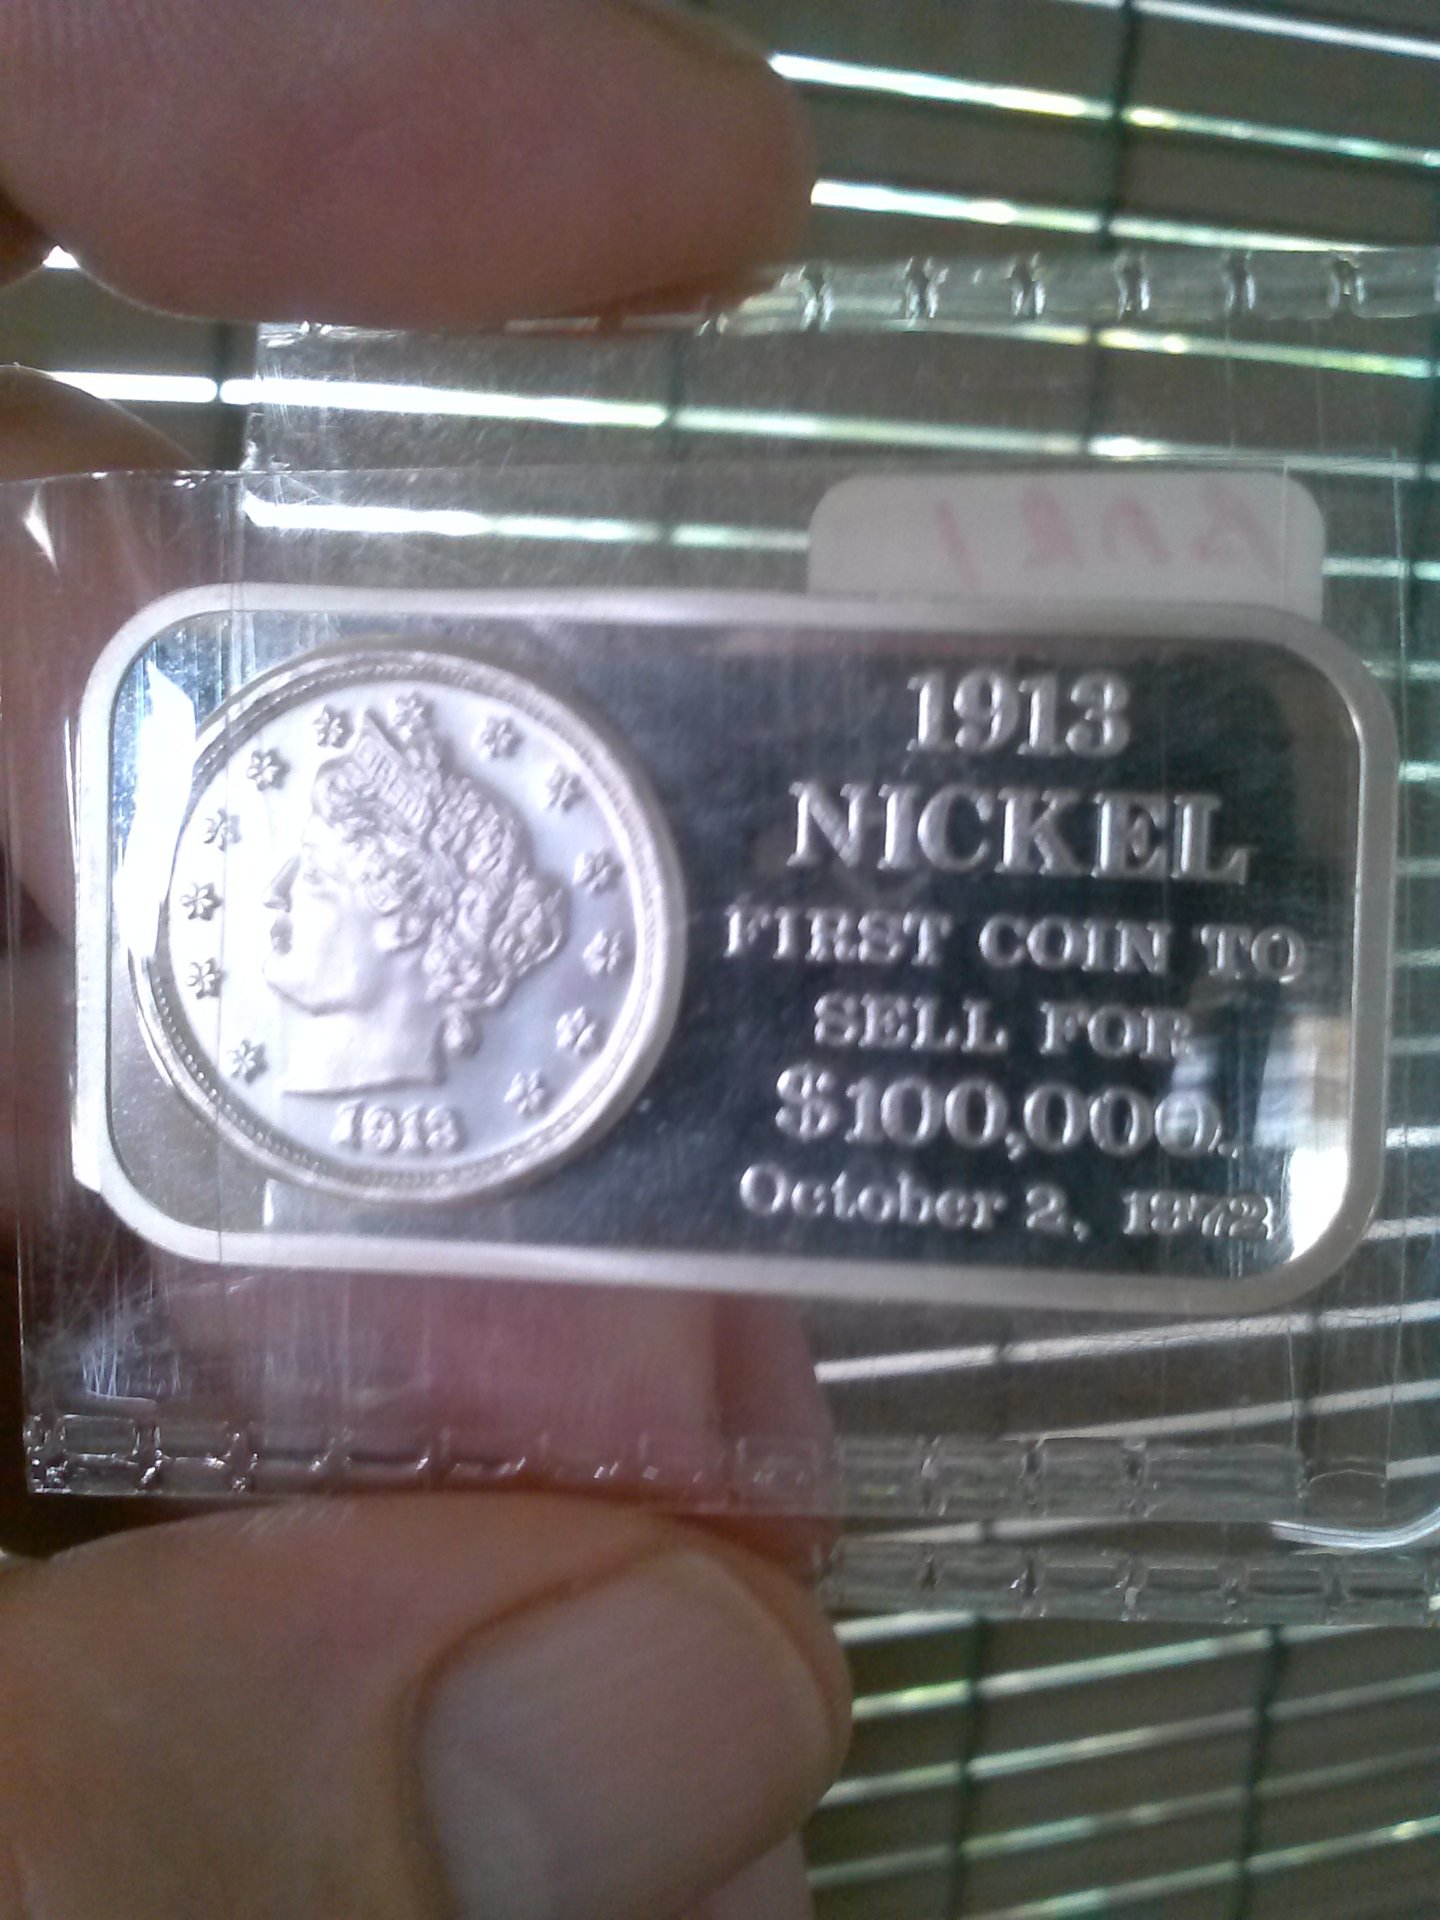 1913
NICKEL
FIRST COIN TO
SELL FOR
$100,000..
October 2, 1972
1913